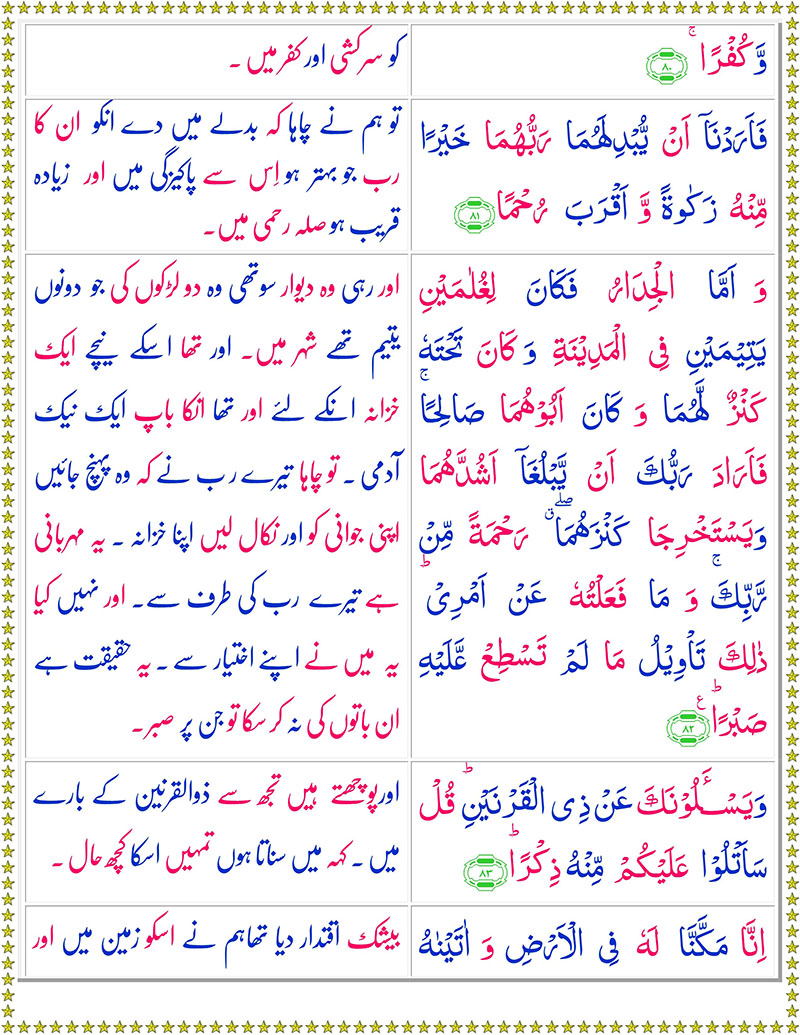 وَّ كُفۡرًا ۚ ﴿۸۰﴾
کو سرکشی اور کفر میں ۔
فَاَرَدۡنَاۤ اَنۡ يُّبۡدِلَهُمَا رَبُّهُمَا خَيۡرًا
مِّنۡهُ زَكٰوةً وَّ اَقۡرَبَ رُحۡمًا ﴿۸۱﴾
تو ہم نے چاہا کہ بدلے میں دے انکو ان کا
رب جو بہتر ہو اِس سے پاکیزگی میں اور زیادہ
قریب ہو صلہ رحمی میں۔
وَ اَمَّا الۡجِدَارُ فَكَانَ لِغُلٰمَيۡنِ
يَتِيۡمَيۡنِ فِى الۡمَدِيۡنَةِ وَ كَانَ تَحۡتَهٗ
كَنۡزٌ لَّهُمَا وَ كَانَ اَبُوۡهُمَا صَالِحًا ۚ
فَاَرَادَ رَبُّكَ اَنۡ يَّبۡلُغَاۤ اَشُدَّهُمَا
وَيَسۡتَخۡرِجَا كَنۡزَهُمَا ۖۗ رَحۡمَةً مِّنۡ
رَّبِّكَ ۚ وَ مَا فَعَلۡتُهٗ عَنۡ اَمۡرِىۡ ؕ
ذٰلِكَ تَاۡوِيۡلُ مَا لَمۡ تَسۡطِعۡ عَّلَيۡهِ
صَبۡرًا ؕ ع ﴿۸۲﴾
اور رہی وہ دیوار سوتھی وہ دو لڑکوں کی جو دونوں
یتیم تھے شہر میں۔ اور تھا اسکے نیچے ایک
خزانہ انکے لئے اور تھا انکا باپ ایک نیک
آدمی ۔ تو چاہا تیرے رب نے کہ وہ پہنچ جائیں
اپنی جوانی کو اور نکال لیں اپنا خزانہ ۔ یہ مہربانی
ہے تیرے رب کی طرف سے۔ اور نہیں کیا
یہ میں نے اپنے اختیار سے ۔ یہ حقیقت ہے
ان باتوں کی نہ کر سکا تو جن پر صبر۔
وَيَسۡـــَٔلُوۡنَكَ عَنۡ ذِى الۡقَرۡنَيۡنِ ؕ قُلۡ
سَاَتۡلُوۡا عَلَيۡكُمۡ مِّنۡهُ ذِكۡرًا ؕ ﴿۸۳﴾
اور پوچھتے ہیں تجھ سے ذوالقرنین کے بارے
میں ۔ کہہ میں سناتا ہوں تمہیں اسکا کچھ حال ۔
اِنَّا مَكَّنَّا لَهٗ فِى الۡاَرۡضِ وَ اٰتَيۡنٰهُ
بیشک اقتدار دیا تھا ہم نے اسکو زمین میں اور